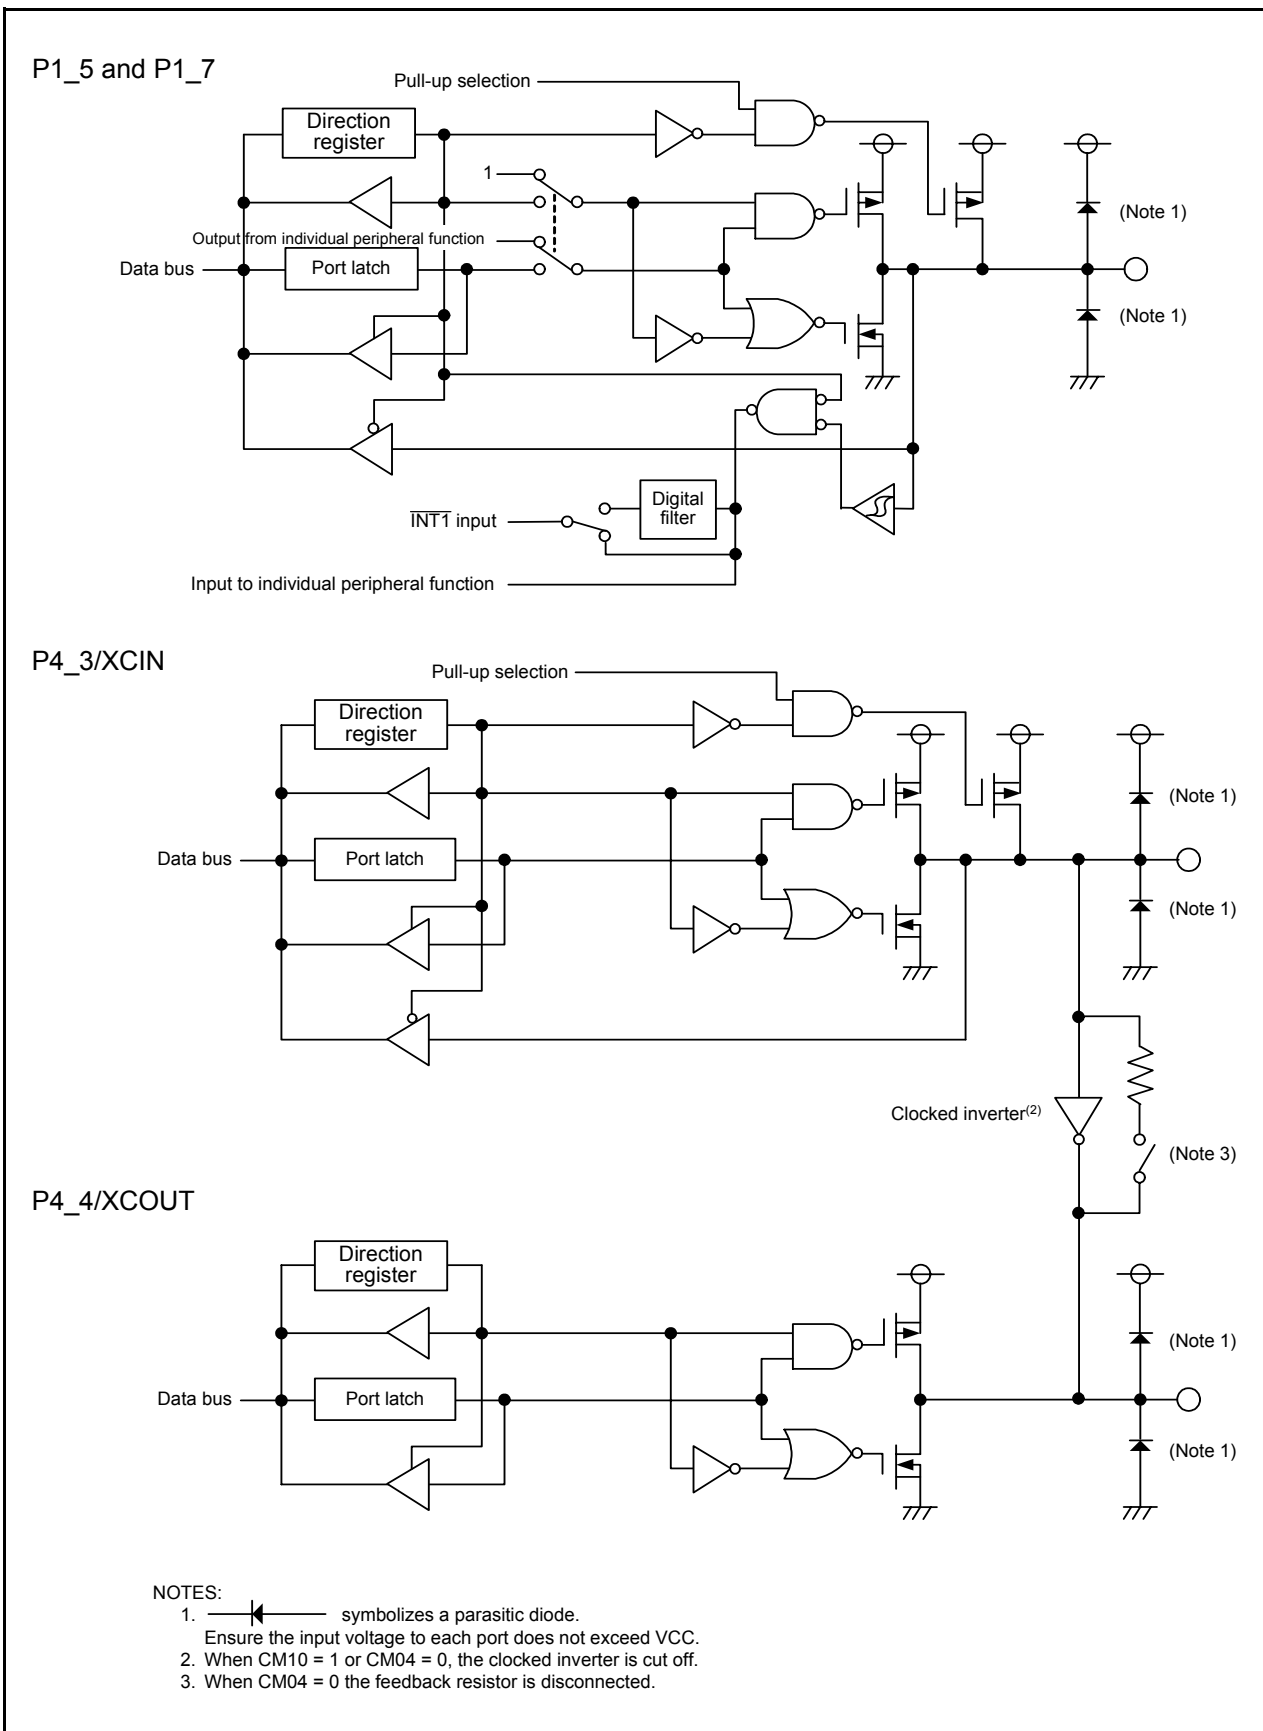 P1_5 and P1_7
Pull-up selection
Direction
register
1
Output from individual peripheral function
Data bus
Port latch
(Note 1)
(Note 1)
Digital
filter
INT1 input
Input to individual peripheral function
P4_3/XCIN
Pull-up selection
Direction
register
(Note 1)
Data bus
Port latch
(Note 1)
Clocked inverter(2)
(Note 3)
P4_4/XCOUT
Direction
register
(Note 1)
Data bus
Port latch
(Note 1)
NOTES:
1. symbolizes a parasitic diode.
Ensure the input voltage to each port does not exceed VCC.
2. When CM10 = 1 or CM04 = 0, the clocked inverter is cut off.
3. When CM04 = 0 the feedback resistor is disconnected.